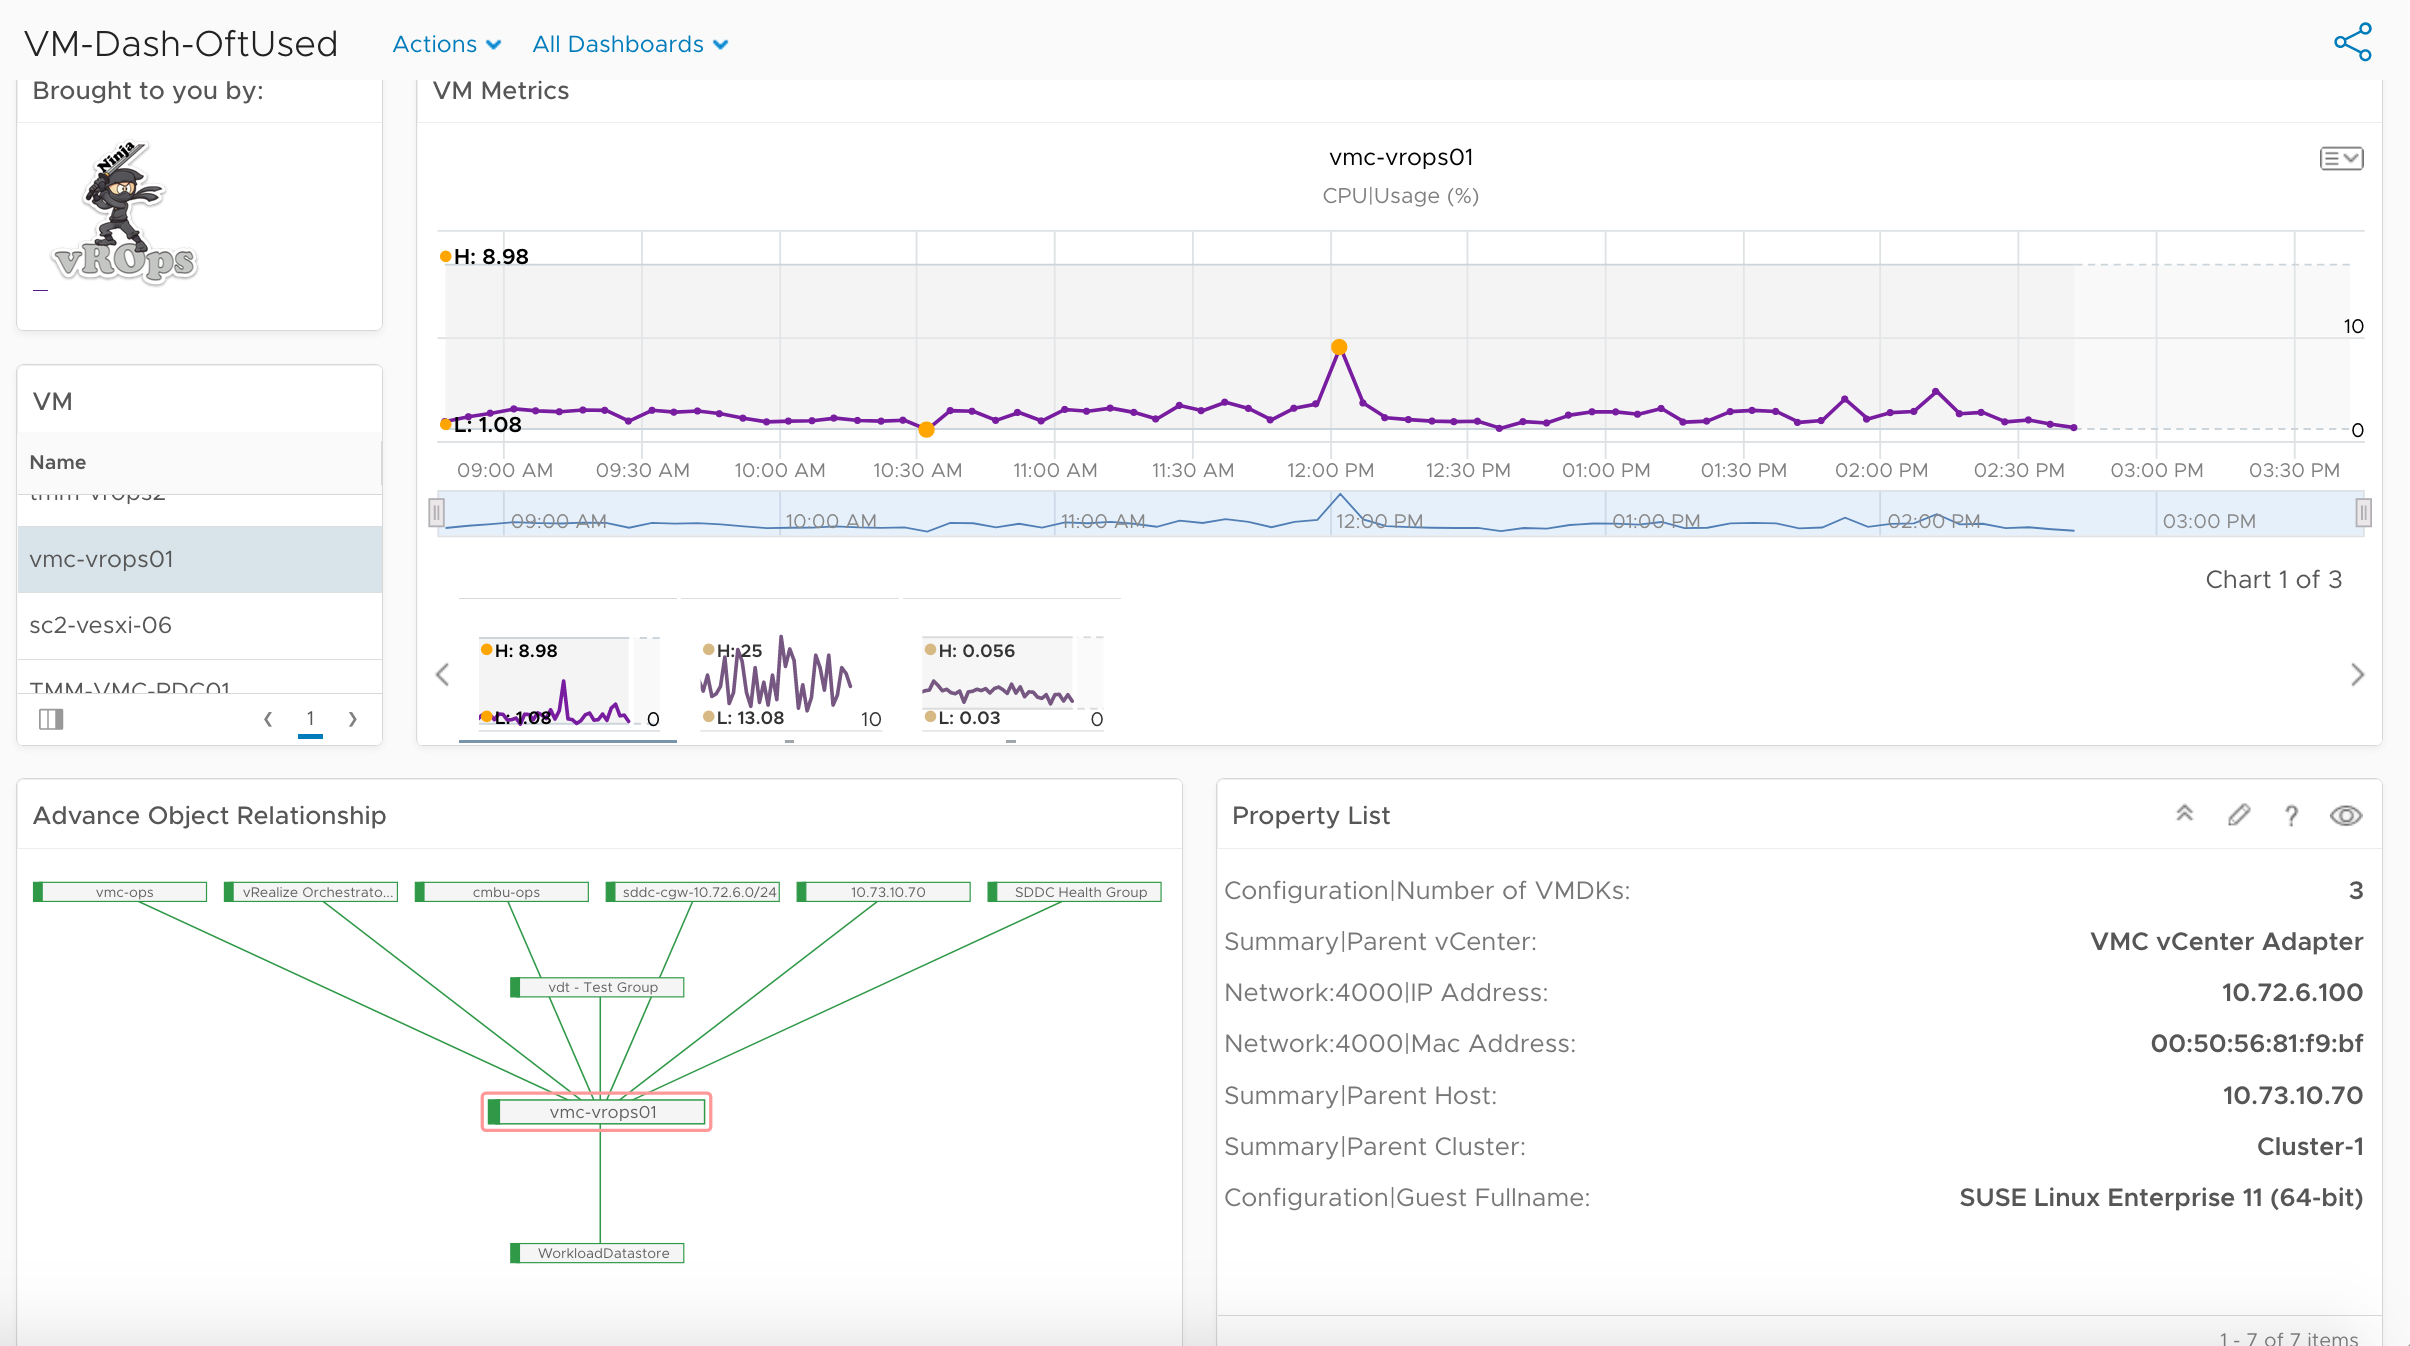 VM-Dash-OftUsed Actions All Dashboards
Brought to you by:
Ninja
vROps
VM
Name
tmm-vrops2
vmc-vrops01
sc2-vesxi-06
TMM-VMC-RDC01
1
VM Metrics
vmc-vrops01
CPU|Usage (%)
H: 8.98
10
L: 1.08
0
09:00 AM 09:30 AM 10:00 AM 10:30 AM 11:00 AM 11:30 AM 12:00 PM 12:30 PM 01:00 PM 01:30 PM 02:00 PM 02:30 PM 03:00 PM 03:30 PM
09:00 AM 10:00 AM 11:00 AM 12:00 PM 01:00 PM 02:00 PM 03:00 PM
Chart 1 of 3
H: 8.98 H: 25 H: 0.056
L: 1.08 0 L: 13.08 10 L: 0.03 0
Advance Object Relationship
vmc-ops vRealize Orchestrato... cmbu-ops sddc-cgw-10.72.6.0/24 10.73.10.70 SDDC Health Group
vdt - Test Group
vmc-vrops01
WorkloadDatastore
Property List ?
Configuration|Number of VMDKs: 3
Summary|Parent vCenter: VMC vCenter Adapter
Network:4000|IP Address: 10.72.6.100
Network:4000|Mac Address: 00:50:56:81:f9:bf
Summary|Parent Host: 10.73.10.70
Summary|Parent Cluster: Cluster-1
Configuration|Guest Fullname: SUSE Linux Enterprise 11 (64-bit)
1 - 7 of 7 items